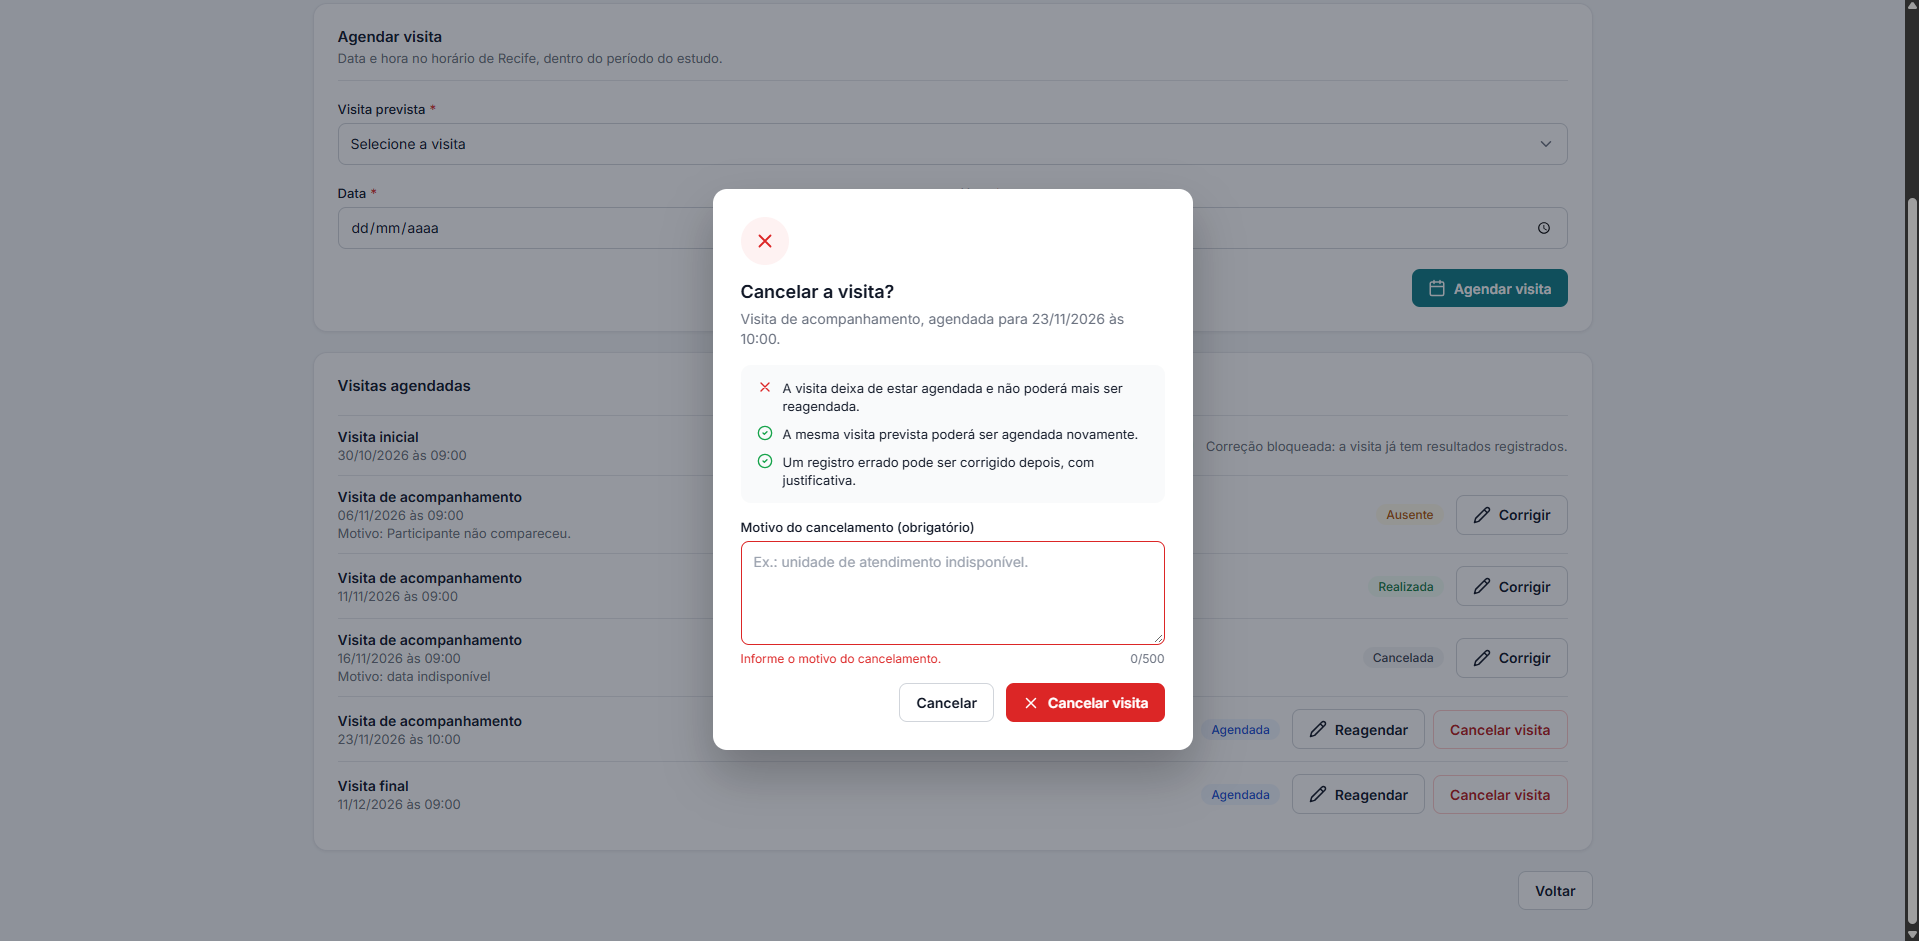 Agendar visita
Data e hora no horário de Recife, dentro do período do estudo.
Visita prevista *
Selecione a visita
Data *
dd/mm/aaaa
Agendar visita
Visitas agendadas
Visita inicial
30/10/2026 às 09:00
Correção bloqueada: a visita já tem resultados registrados.
Visita de acompanhamento
06/11/2026 às 09:00
Motivo: Participante não compareceu.
Ausente
Corrigir
Visita de acompanhamento
11/11/2026 às 09:00
Realizada
Corrigir
Visita de acompanhamento
16/11/2026 às 09:00
Motivo: data indisponível
Cancelada
Corrigir
Visita de acompanhamento
23/11/2026 às 10:00
Agendada
Reagendar
Cancelar visita
Visita final
11/12/2026 às 09:00
Agendada
Reagendar
Cancelar visita
Voltar
Cancelar a visita?
Visita de acompanhamento, agendada para 23/11/2026 às
10:00.
A visita deixa de estar agendada e não poderá mais ser
reagendada.
A mesma visita prevista poderá ser agendada novamente.
Um registro errado pode ser corrigido depois, com
justificativa.
Motivo do cancelamento (obrigatório)
Ex.: unidade de atendimento indisponível.
Informe o motivo do cancelamento.
0/500
Cancelar
Cancelar visita